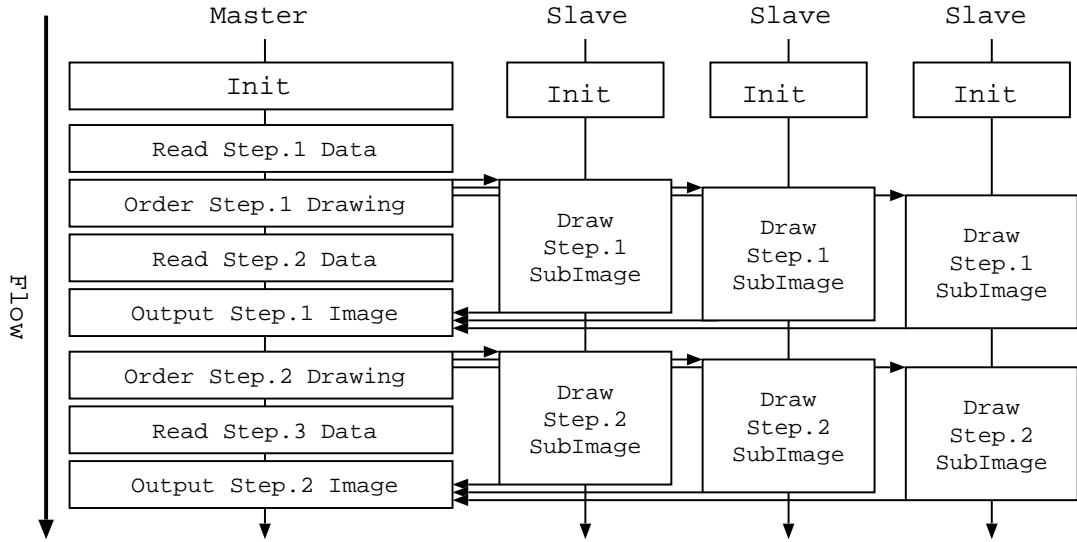 Master
Slave
Slave
Slave
Init
Init
Init
Init
Read Step.1 Data
Order Step.1 Drawing
Read Step.2 Data
Output Step.1 Image
Draw
Step.1
SubImage
Draw
Step.1
SubImage
Draw
Step.1
SubImage
Flow
Order Step.2 Drawing
Read Step.3 Data
Output Step.2 Image
Draw
Step.2
SubImage
Draw
Step.2
SubImage
Draw
Step.2
SubImage